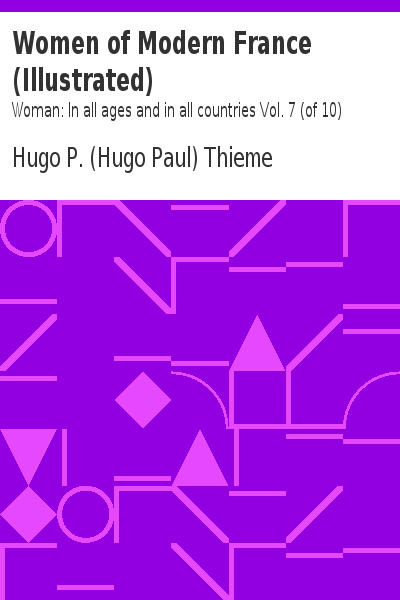 Women of Modern France
(Illustrated)
Woman: In all ages and in all countries Vol. 7 (of 10)
Hugo P. (Hugo Paul) Thieme